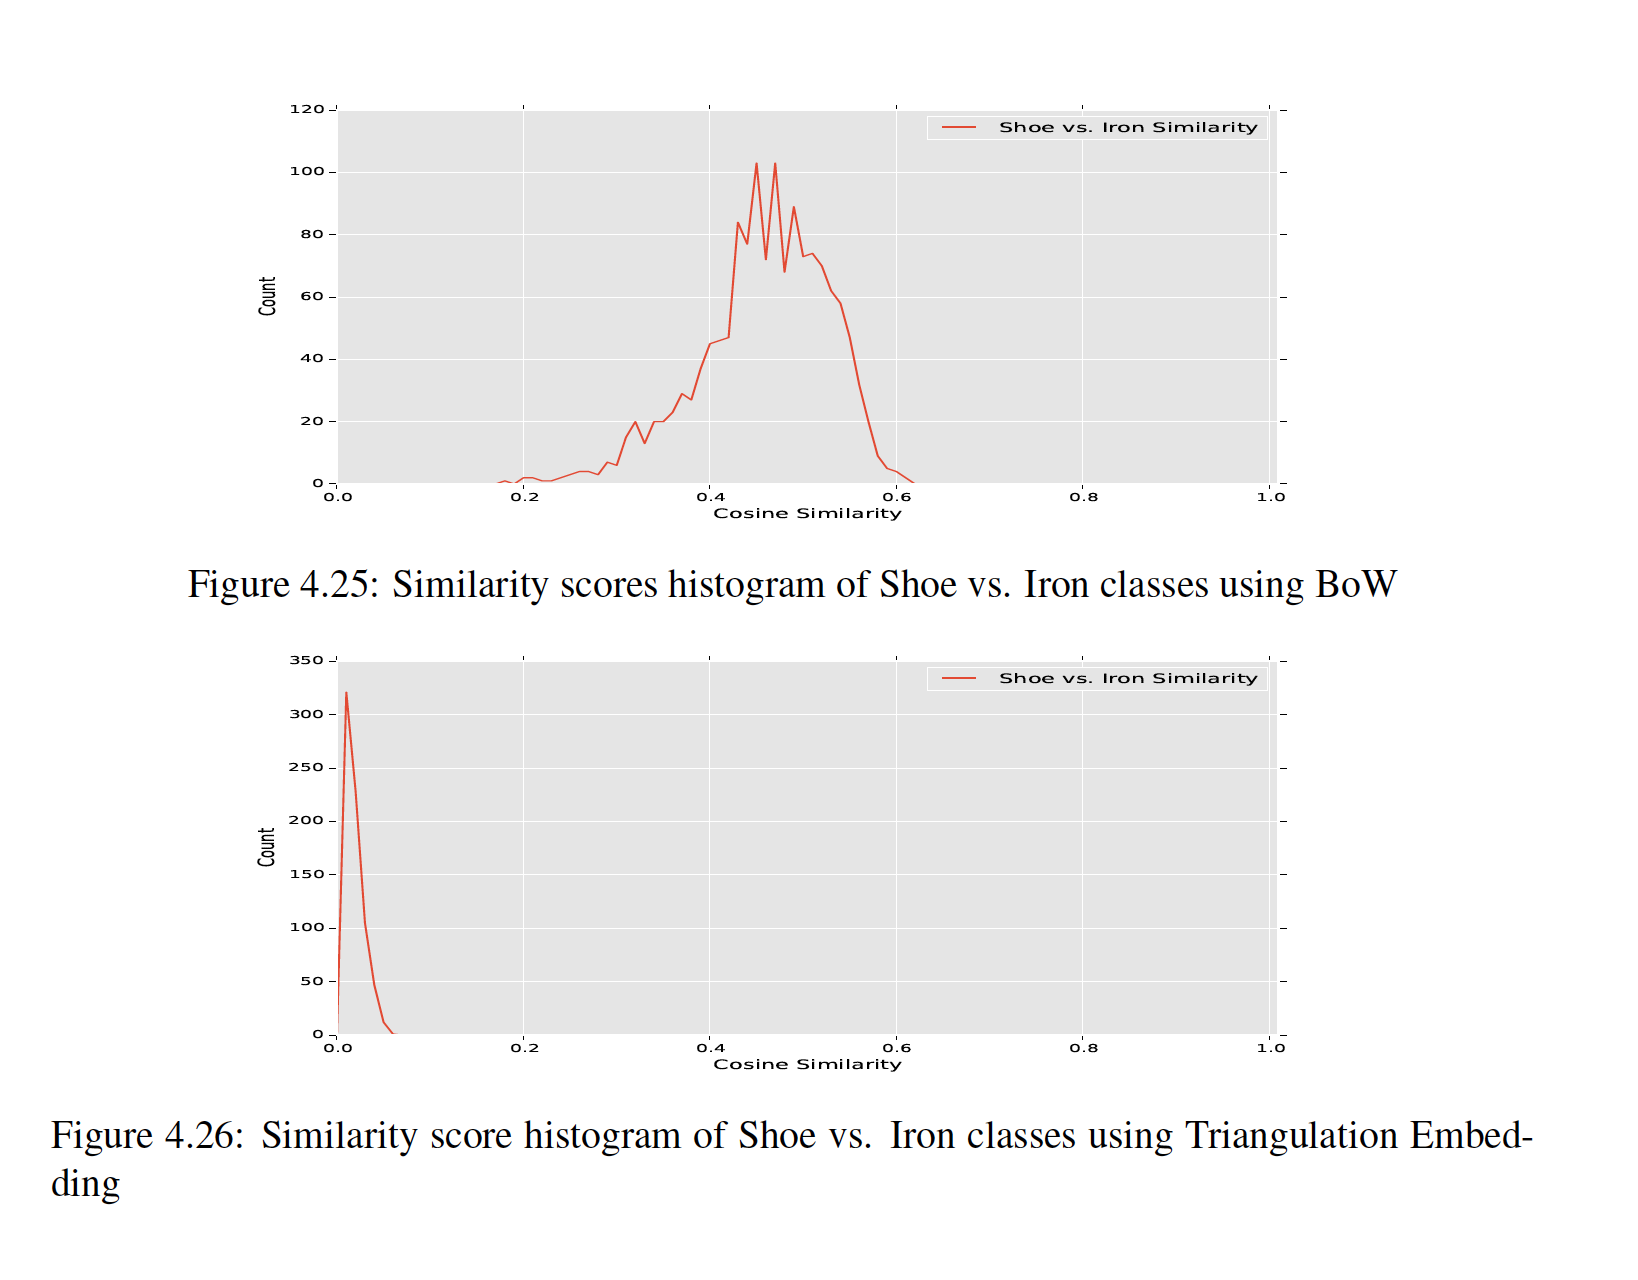 120
Shoe vs. Iron Similarity
100
80
60
Count
40
20
0
0.0 0.2 0.4 0.6 0.8 1.0
Cosine Similarity
Figure 4.25: Similarity scores histogram of Shoe vs. Iron classes using BoW
350
Shoe vs. Iron Similarity
300
250
200
Count
150
100
50
0
0.0 0.2 0.4 0.6 0.8 1.0
Cosine Similarity
Figure 4.26: Similarity score histogram of Shoe vs. Iron classes using Triangulation Embed-
ding